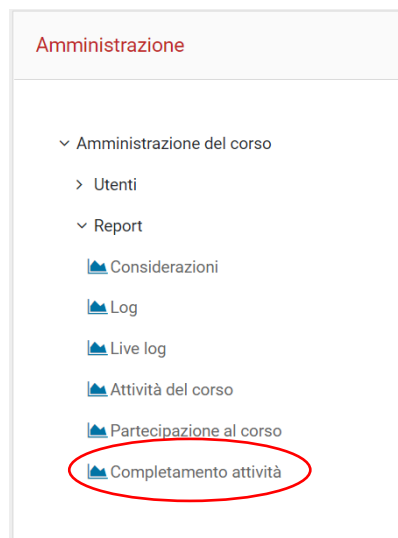 Amministrazione
Amministrazione del corso
Utenti
Report
Considerazioni
Log
Live log
Attività del corso
Partecipazione al corso
Completamento attività